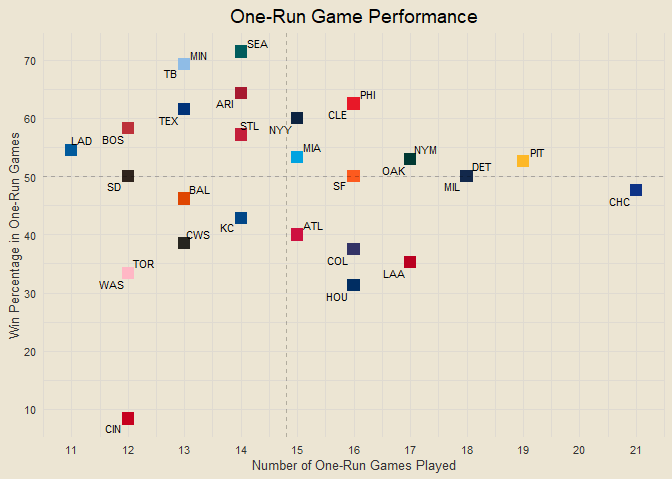 One-Run Game Performance
Win Percentage in One-Run Games
70
60
50
40
30
20
10
SEA
MIN
TB
ARI
PHI
CLE
TEX
STL
NYY
BOS
LAD
MIA
NYM
OAK
PIT
DET
MIL
SD
SF
BAL
CHC
KC
CWS
ATL
COL
LAA
TOR
WAS
HOU
CIN
11 12 13 14 15 16 17 18 19 20 21
Number of One-Run Games Played